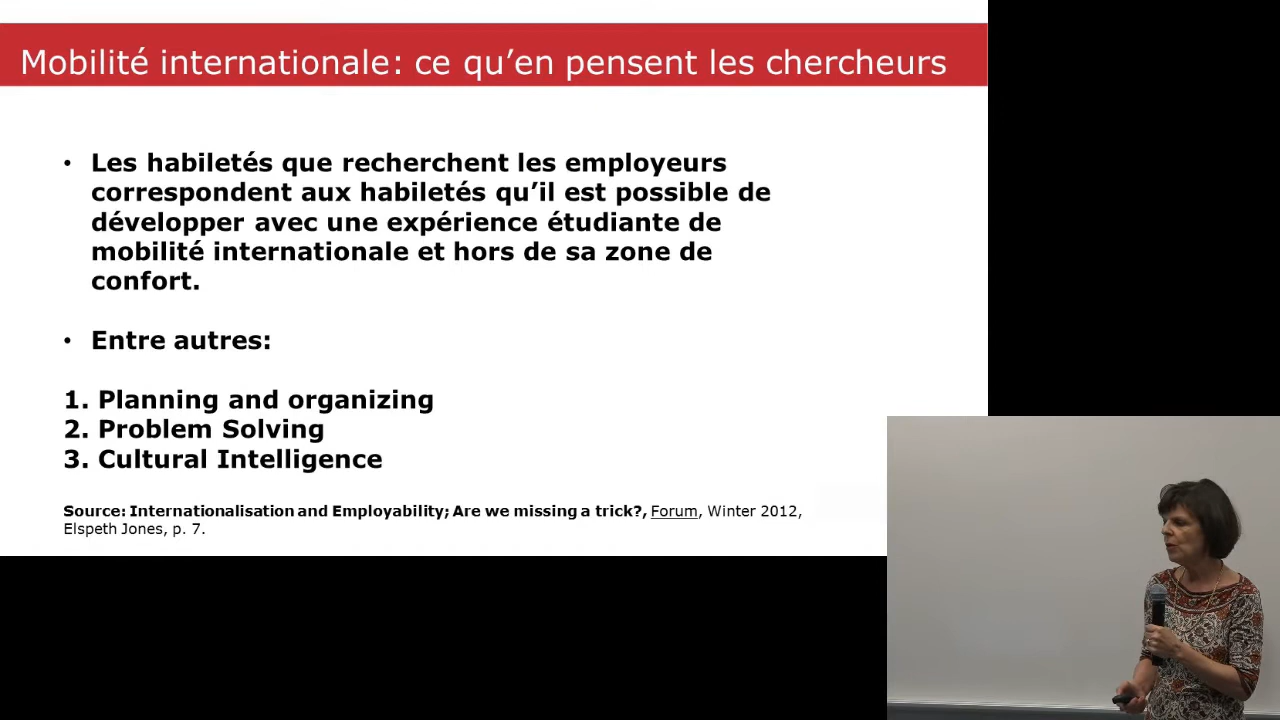 Mobilité internationale: ce qu’en pensent les chercheurs
• Les habiletés que recherchent les employeurs
correspondent aux habiletés qu’il est possible de
développer avec une expérience étudiante de
mobilité internationale et hors de sa zone de
confort.
• Entre autres:
1. Planning and organizing
2. Problem Solving
3. Cultural Intelligence
Source: Internationalisation and Employability; Are we missing a trick?, Forum, Winter 2012,
Elspeth Jones, p. 7.